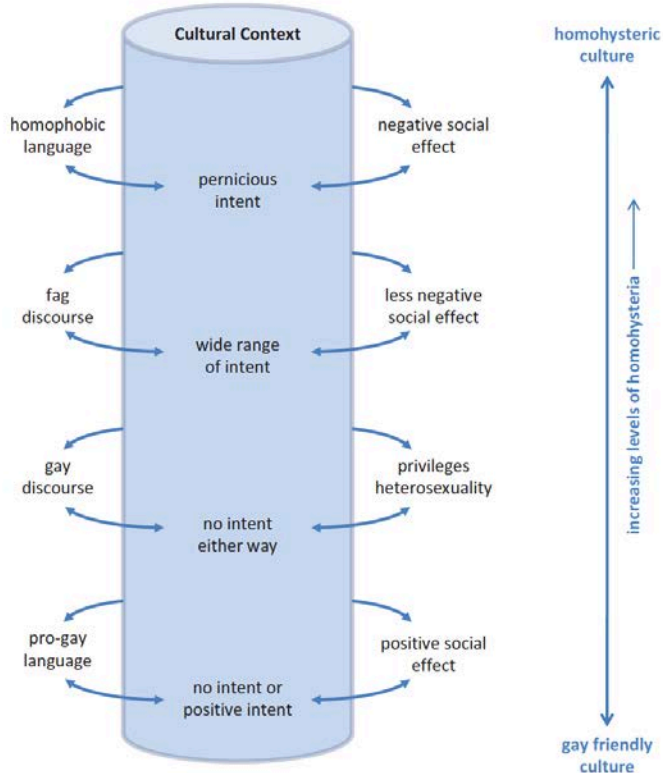 Cultural Context
homohysteric
culture
homophobic
language
negative social
effect
pernicious
intent
fag
discourse
less negative
social effect
wide range
of intent
increasing levels of homohysteria
gay
discourse
privileges
heterosexuality
no intent
either way
pro-gay
language
positive social
effect
no intent or
positive intent
gay friendly
culture